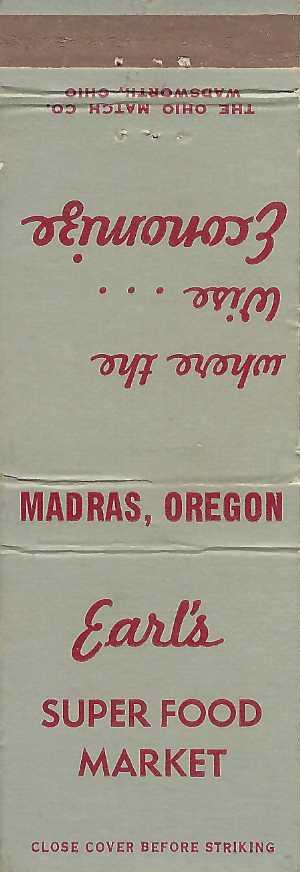 THE OHIO MATCH CO.
WADSWORTH, OHIO
where the
Wise...
Economize
MADRAS, OREGON
Earl's
SUPER FOOD
MARKET
CLOSE COVER BEFORE STRIKING